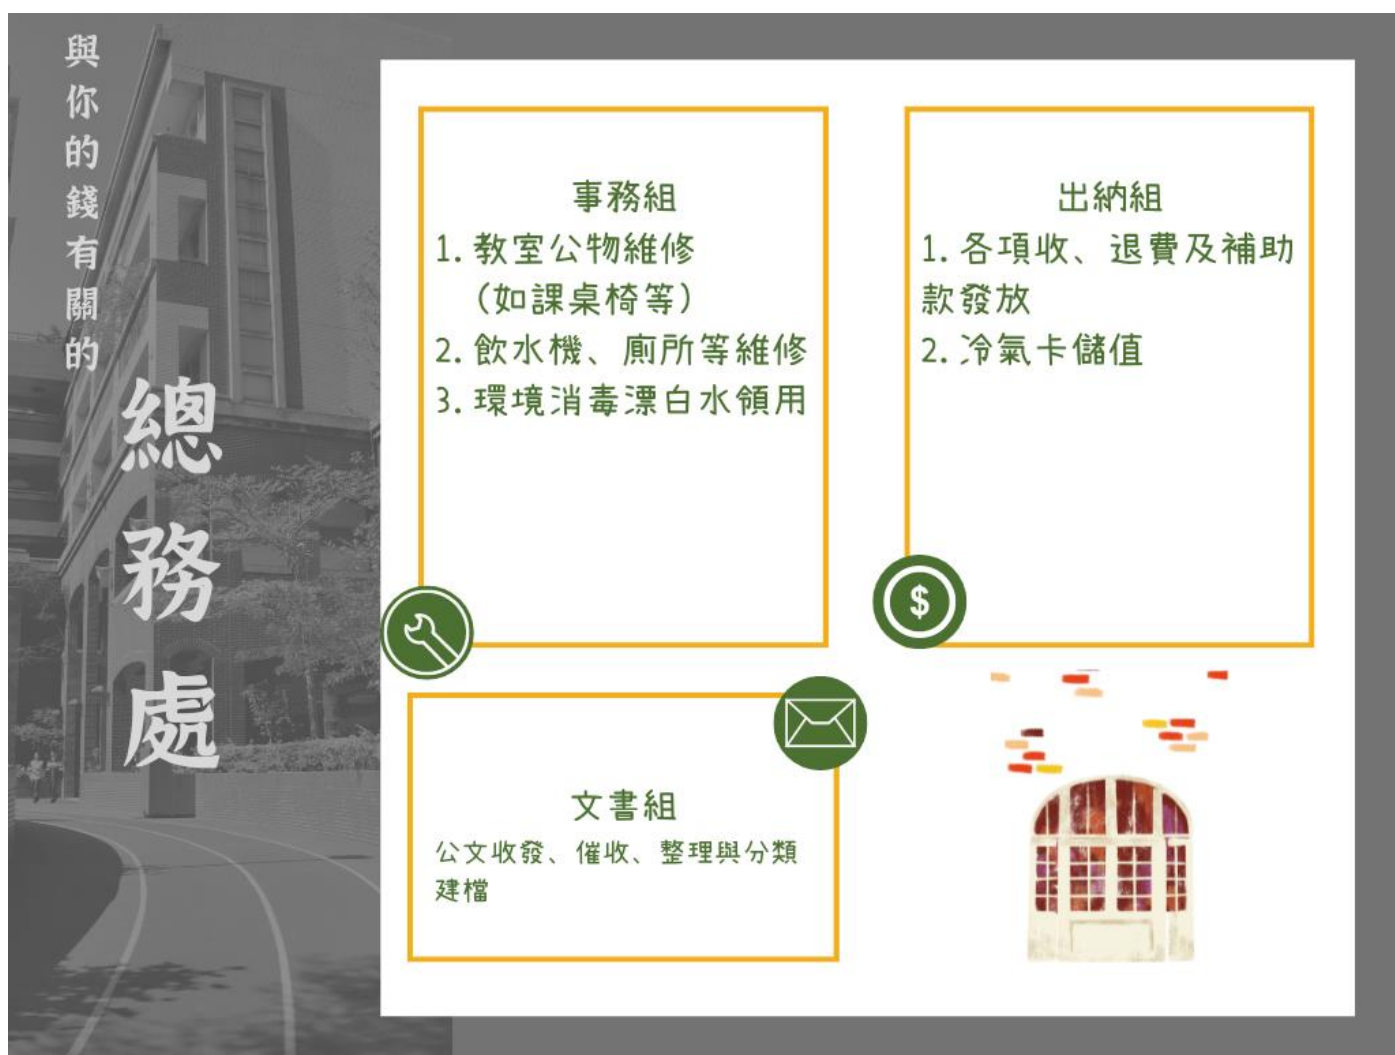 與你的錢有關的
總務處
事務組
1. 教室公物維修
(如課桌椅等)
2. 飲水機、廁所等維修
3. 環境消毒漂白水領用
出納組
1. 各項收、退費及補助
款發放
2. 冷氣卡儲值
$
文書組
公文收發、催收、整理與分類
建檔